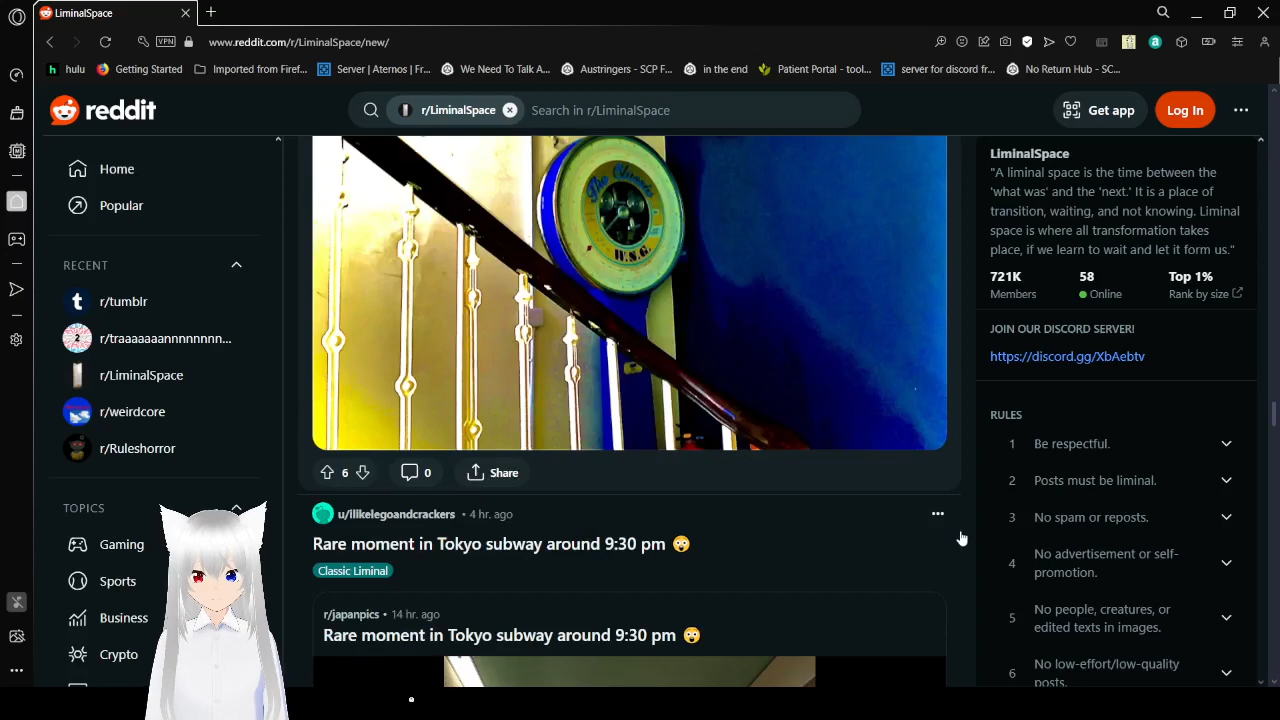 LiminalSpace
VPN
www.reddit.com/r/LiminalSpace/new/
hulu
Getting Started
Imported from Firef...
Server | Aternos | Fr...
We Need To Talk A...
Austringers - SCP F...
in the end
Patient Portal - tool...
server for discord fr...
No Return Hub - SC...
reddit
r/LiminalSpace
Search in r/LiminalSpace
Get app
Log In
Home
Popular
RECENT
r/tumblr
r/traaaaaaannnnnnnn...
r/LiminalSpace
r/weirdcore
r/Ruleshorror
TOPICS
Gaming
Sports
Business
Crypto
The Classics
W.S.G.
6
0
Share
u/ilikelegoandcrackers • 4 hr. ago
Rare moment in Tokyo subway around 9:30 pm 😲
Classic Liminal
r/japanpics • 14 hr. ago
Rare moment in Tokyo subway around 9:30 pm 😲
LiminalSpace
"A liminal space is the time between the
'what was' and the 'next.' It is a place of
transition, waiting, and not knowing. Liminal
space is where all transformation takes
place, if we learn to wait and let it form us."
721K
58
Top 1%
Members
Online
Rank by size
JOIN OUR DISCORD SERVER!
https://discord.gg/XbAebtv
RULES
1 Be respectful.
2 Posts must be liminal.
3 No spam or reposts.
4 No advertisement or self-
promotion.
5 No people, creatures, or
edited texts in images.
6 No low-effort/low-quality
posts.